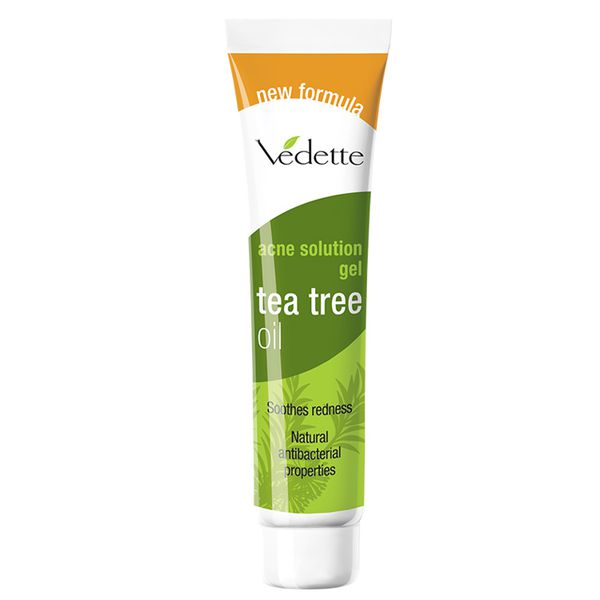 new formula
Vedette
acne solution
gel
tea tree
oil
Soothes redness
Natural
antibacterial
properties